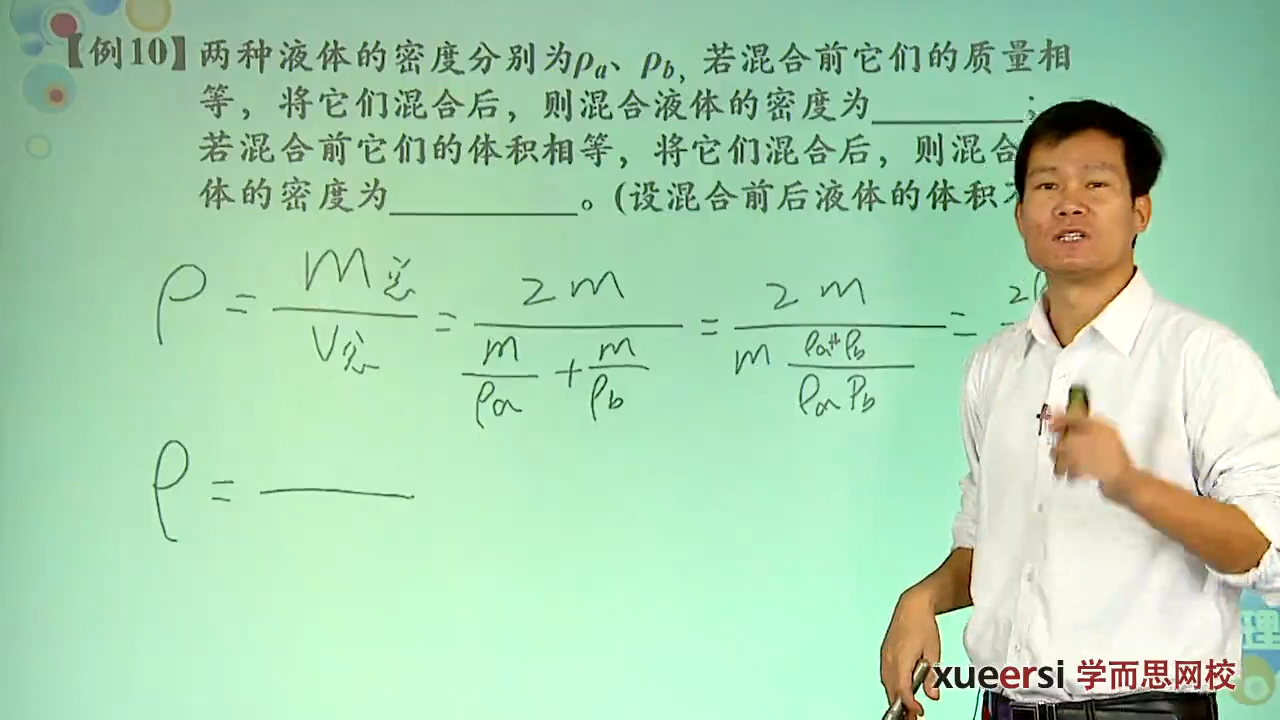 【例10】两种液体的密度分别为ρa、ρb,若混合前它们的质量相
等，将它们混合后，则混合液体的密度为________;
若混合前它们的体积相等，将它们混合后，则混合
体的密度为________。(设混合前后液体的体积不
ρ = m总/V总 = 2m/(m/ρa + m/ρb) = 2m/(m (ρa+ρb)/(ρaρb)) = 2ρ
ρ = —
理
xueersi 学而思网校